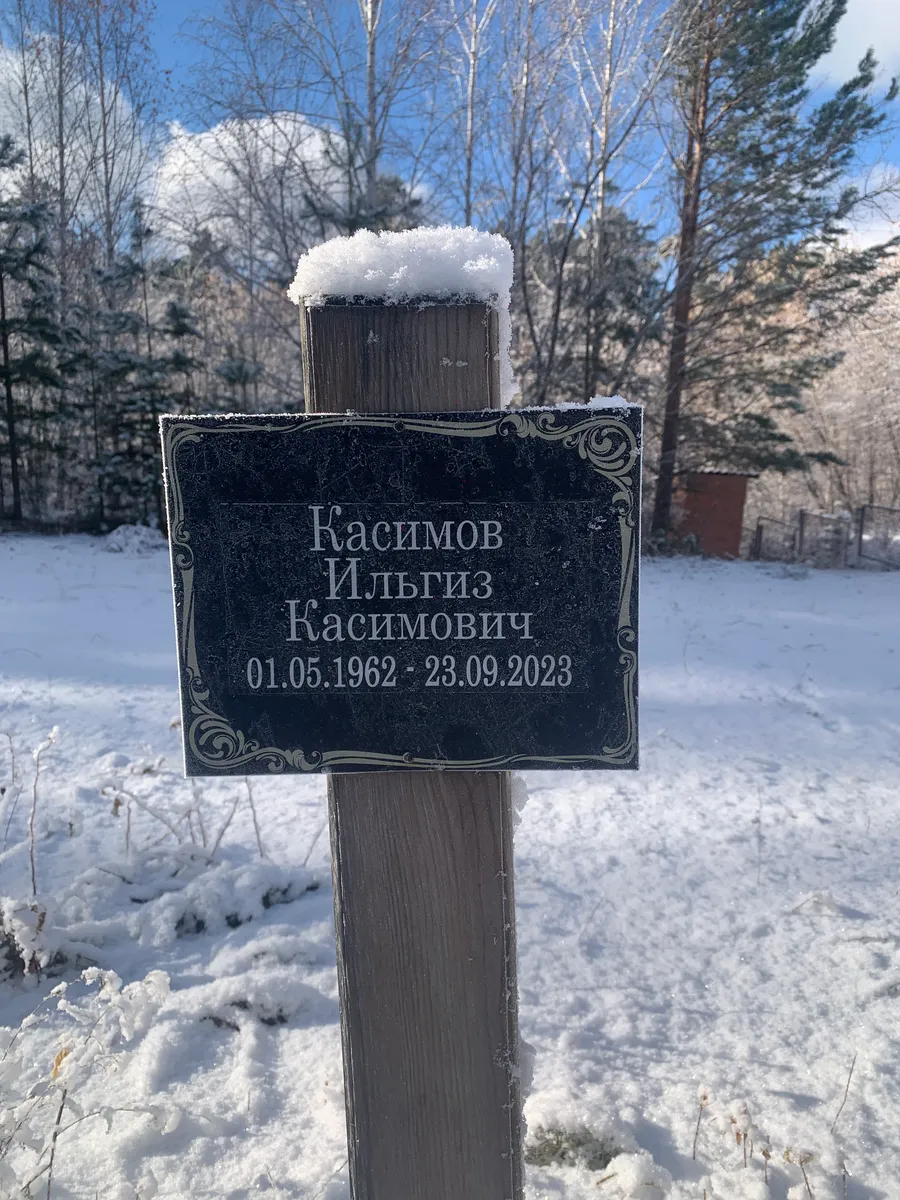 Касимов
Ильгиз
Касимович
01.05.1962 - 23.09.2023